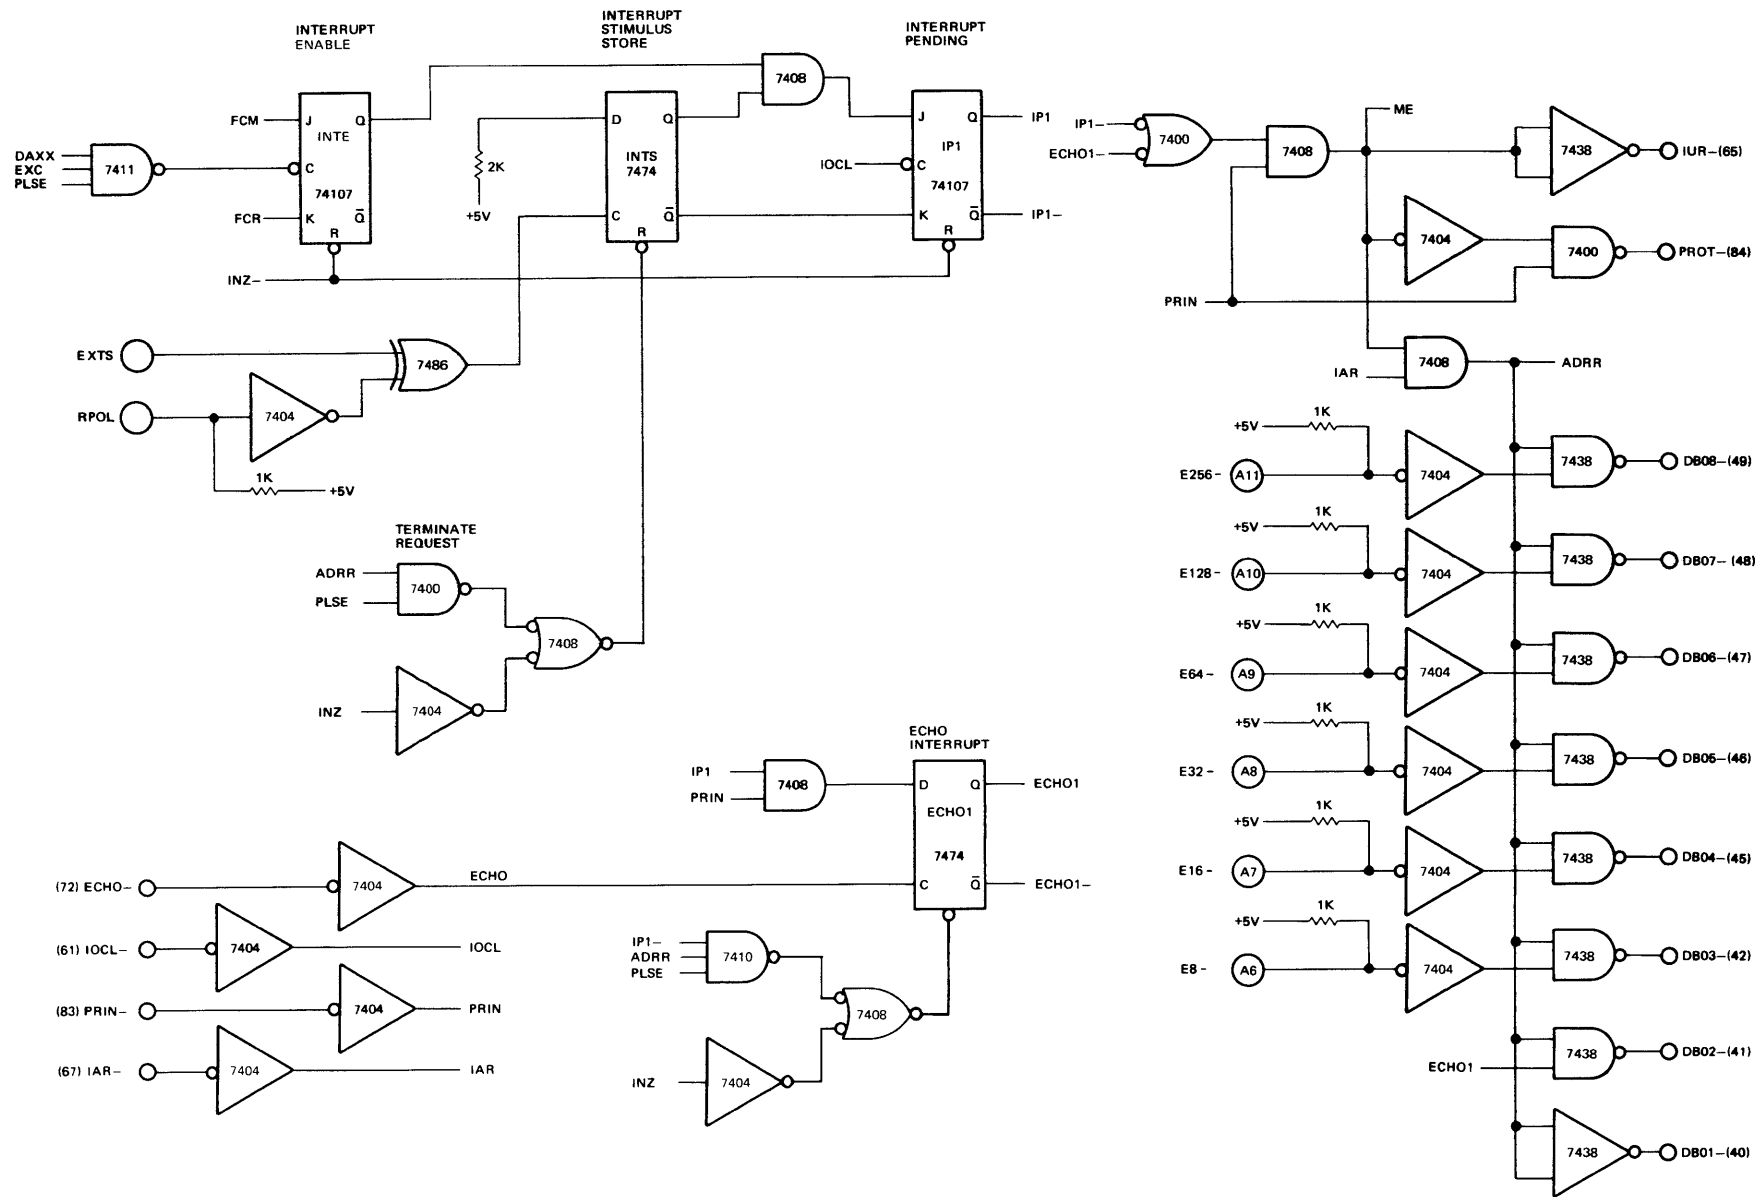 INTERRUPT
ENABLE
INTERRUPT
STIMULUS
STORE
INTERRUPT
PENDING
FCM
J
Q
INTE
DAXX
EXC
PLSE
7411
C
74107
FCR
K
Q̅
R
INZ–
D
Q
INTS
7474
2K
+5V
C
Q̅
R
7408
J
Q
IP1
IP1
IOCL
C
74107
K
Q̅
IP1–
R
EXTS
7486
RPOL
7404
1K
+5V
TERMINATE
REQUEST
ADRR
7400
PLSE
7408
INZ
7404
ECHO
INTERRUPT
IP1
7408
PRIN
D
Q
ECHO1
ECHO1
7474
C
Q̅
ECHO1–
(72) ECHO–
7404
ECHO
(61) IOCL–
7404
IOCL
(83) PRIN–
7404
PRIN
(67) IAR–
7404
IAR
IP1–
ADRR
PLSE
7410
7408
INZ
7404
IP1–
ECHO1–
7400
7408
ME
7438
IUR–(65)
7404
7400
PROT–(84)
PRIN
7408
IAR
ADRR
+5V
1K
E256–
A11
7404
7438
DB08–(49)
+5V
1K
E128–
A10
7404
7438
DB07–(48)
+5V
1K
E64–
A9
7404
7438
DB06–(47)
+5V
1K
E32–
A8
7404
7438
DB05–(46)
+5V
1K
E16–
A7
7404
7438
DB04–(45)
+5V
1K
E8–
A6
7404
7438
DB03–(42)
ECHO1
7438
DB02–(41)
7438
DB01–(40)